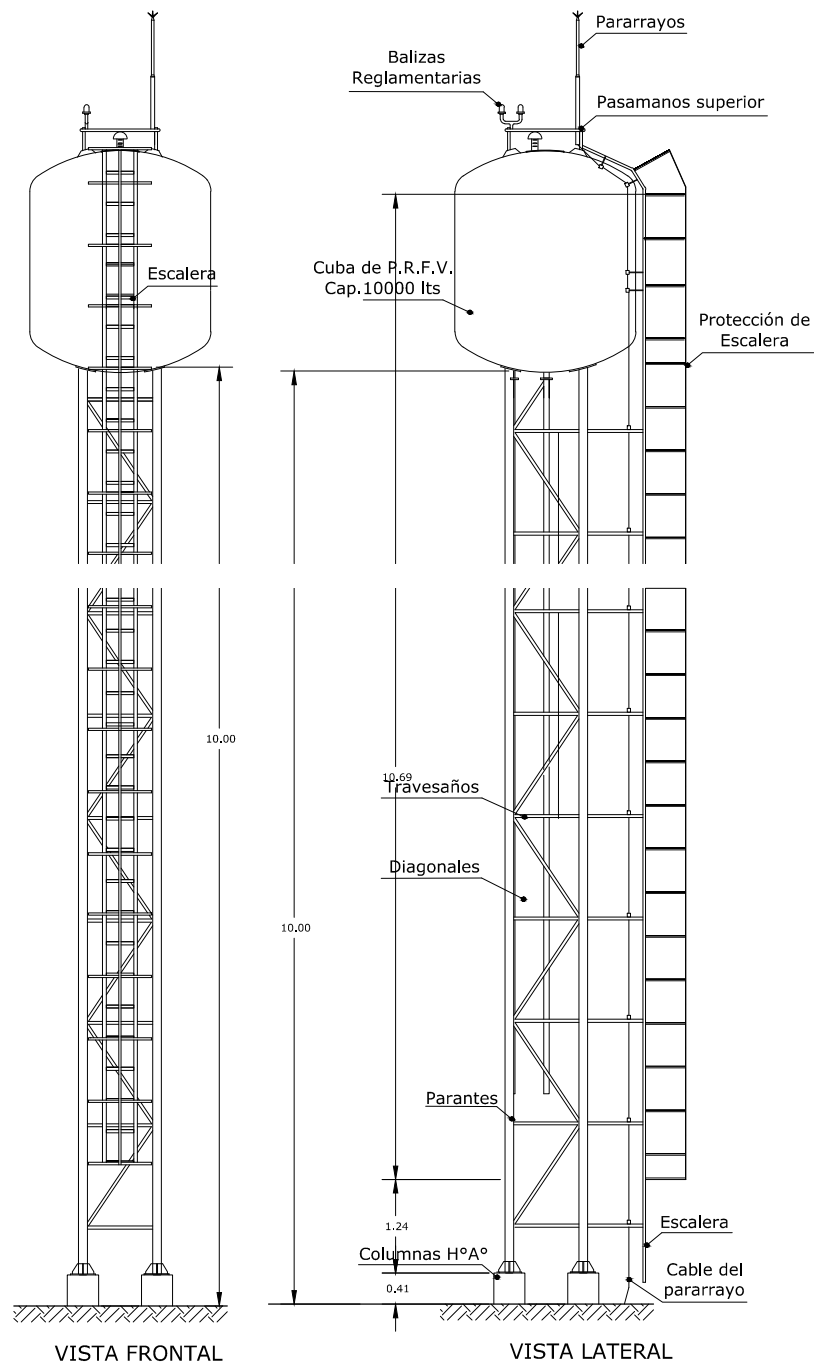 Pararrayos
Balizas
Reglamentarias
Pasamanos superior
Escalera
Cuba de P.R.F.V.
Cap.10000 lts
Protección de
Escalera
10.00
10.69
Travesaños
Diagonales
10.00
Parantes
1.24
Escalera
Columnas H°A°
Cable del
pararrayo
0.41
VISTA FRONTAL
VISTA LATERAL